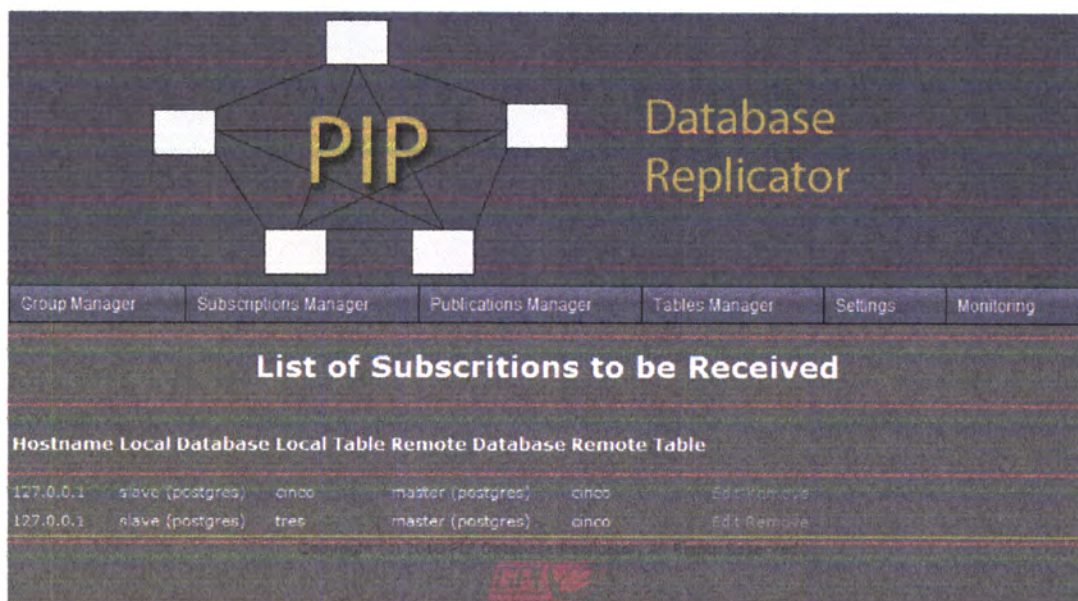 PIP
Database
Replicator
Group Manager Subscriptions Manager Publications Manager Tables Manager Settings Monitoring
List of Subscritions to be Received
Hostname Local Database Local Table Remote Database Remote Table
127.0.0.1 slave (postgres) cinco master (postgres) cinco Edit Remove
127.0.0.1 slave (postgres) tres master (postgres) cinco Edit Remove